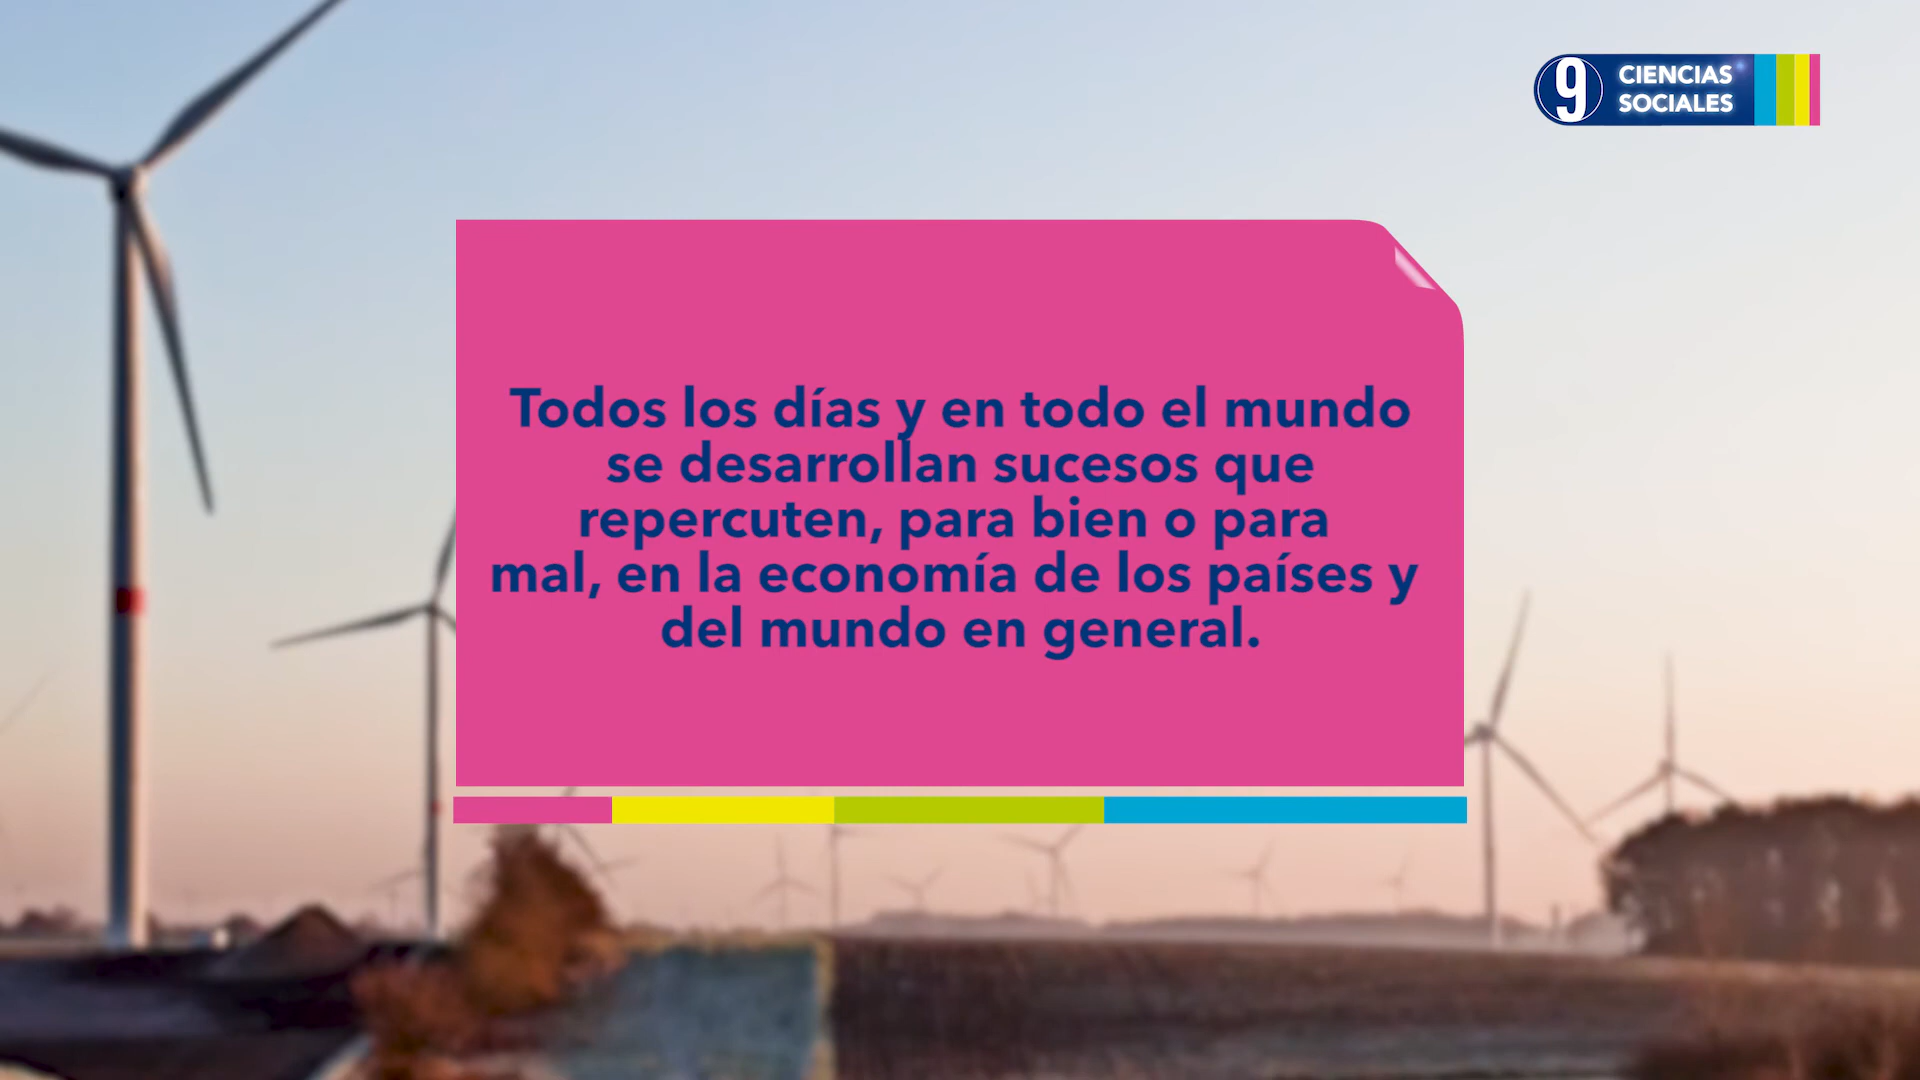 9
CIENCIAS
SOCIALES
Todos los días y en todo el mundo
se desarrollan sucesos que
repercuten, para bien o para
mal, en la economía de los países y
del mundo en general.